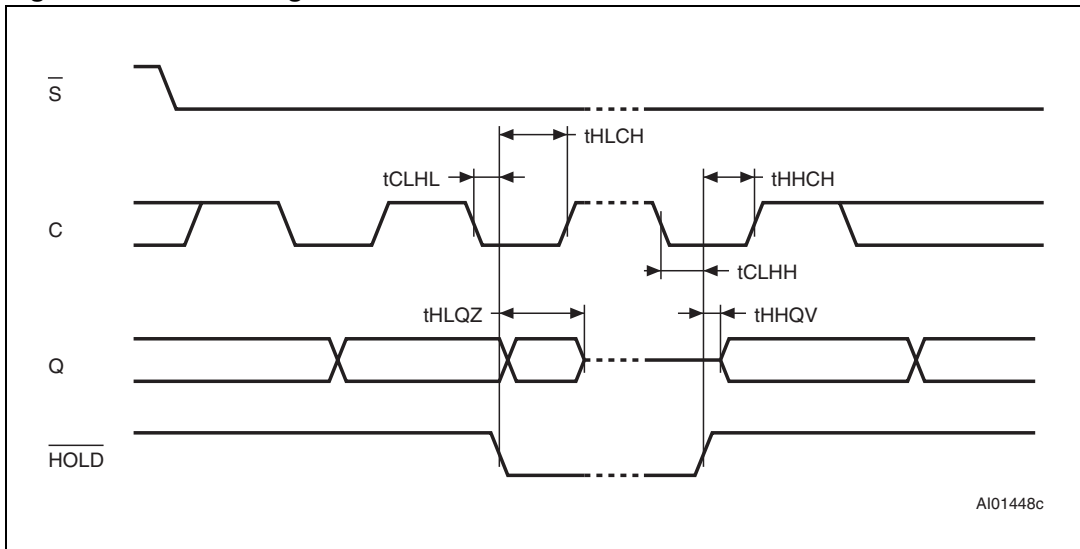 S
tHLCH
tCLHL
tHHCH
C
tCLHH
tHLQZ
tHHQV
Q
HOLD
AI01448c